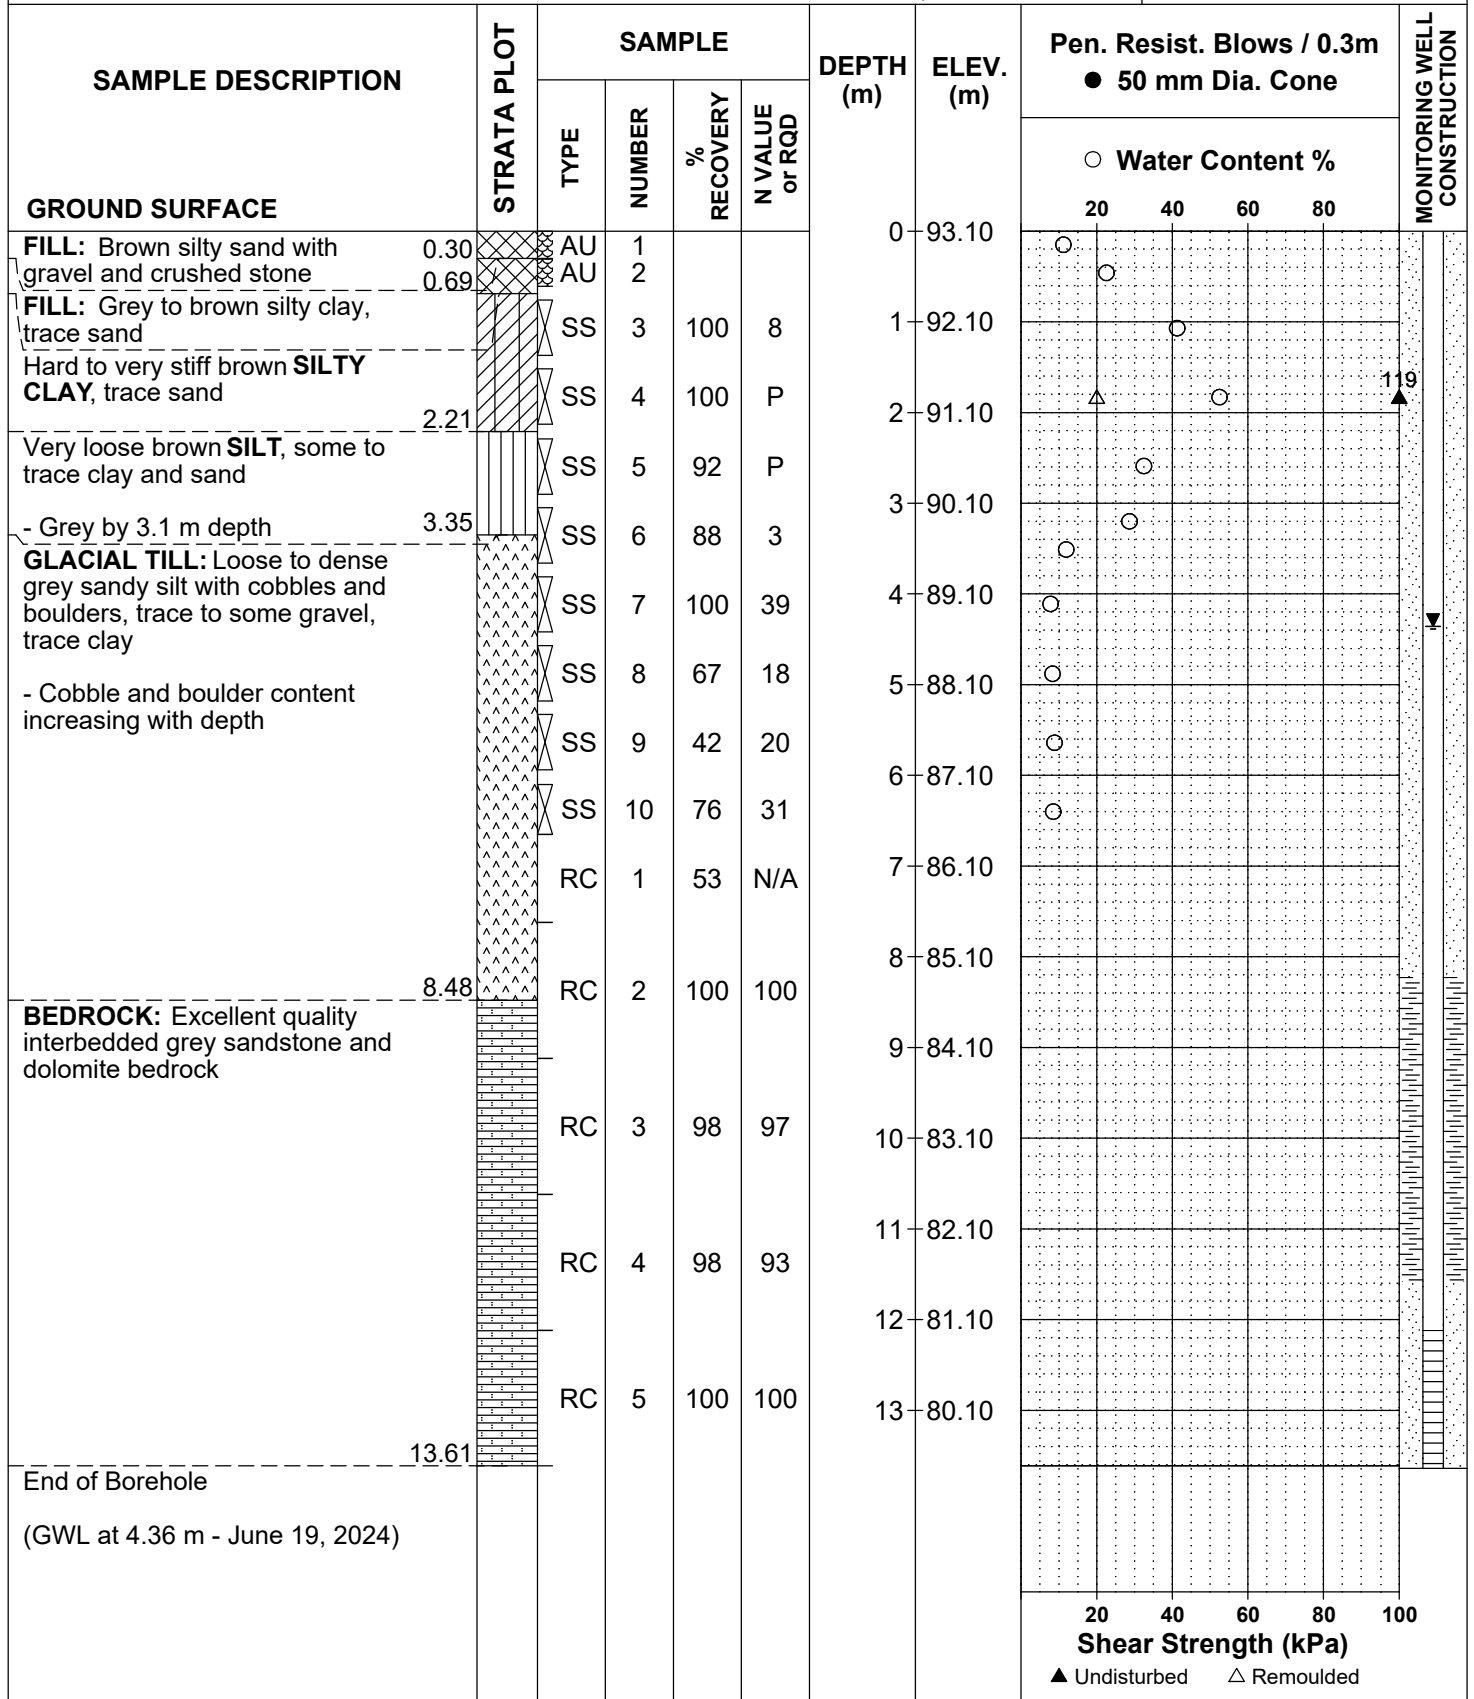 SAMPLE DESCRIPTION
GROUND SURFACE
STRATA PLOT
SAMPLE
TYPE
NUMBER
%
RECOVERY
N VALUE
or RQD
DEPTH
(m)
ELEV.
(m)
Pen. Resist. Blows / 0.3m
● 50 mm Dia. Cone
○ Water Content %
20 40 60 80
MONITORING WELL
CONSTRUCTION
FILL: Brown silty sand with
gravel and crushed stone
0.30
0.69
FILL: Grey to brown silty clay,
trace sand
Hard to very stiff brown SILTY
CLAY, trace sand
2.21
Very loose brown SILT, some to
trace clay and sand
- Grey by 3.1 m depth
3.35
GLACIAL TILL: Loose to dense
grey sandy silt with cobbles and
boulders, trace to some gravel,
trace clay
- Cobble and boulder content
increasing with depth
8.48
BEDROCK: Excellent quality
interbedded grey sandstone and
dolomite bedrock
13.61
End of Borehole
(GWL at 4.36 m - June 19, 2024)
AU 1
AU 2
SS 3 100 8
SS 4 100 P
SS 5 92 P
SS 6 88 3
SS 7 100 39
SS 8 67 18
SS 9 42 20
SS 10 76 31
RC 1 53 N/A
RC 2 100 100
RC 3 98 97
RC 4 98 93
RC 5 100 100
0 93.10
1 92.10
2 91.10
3 90.10
4 89.10
5 88.10
6 87.10
7 86.10
8 85.10
9 84.10
10 83.10
11 82.10
12 81.10
13 80.10
119
20 40 60 80 100
Shear Strength (kPa)
▲ Undisturbed △ Remoulded